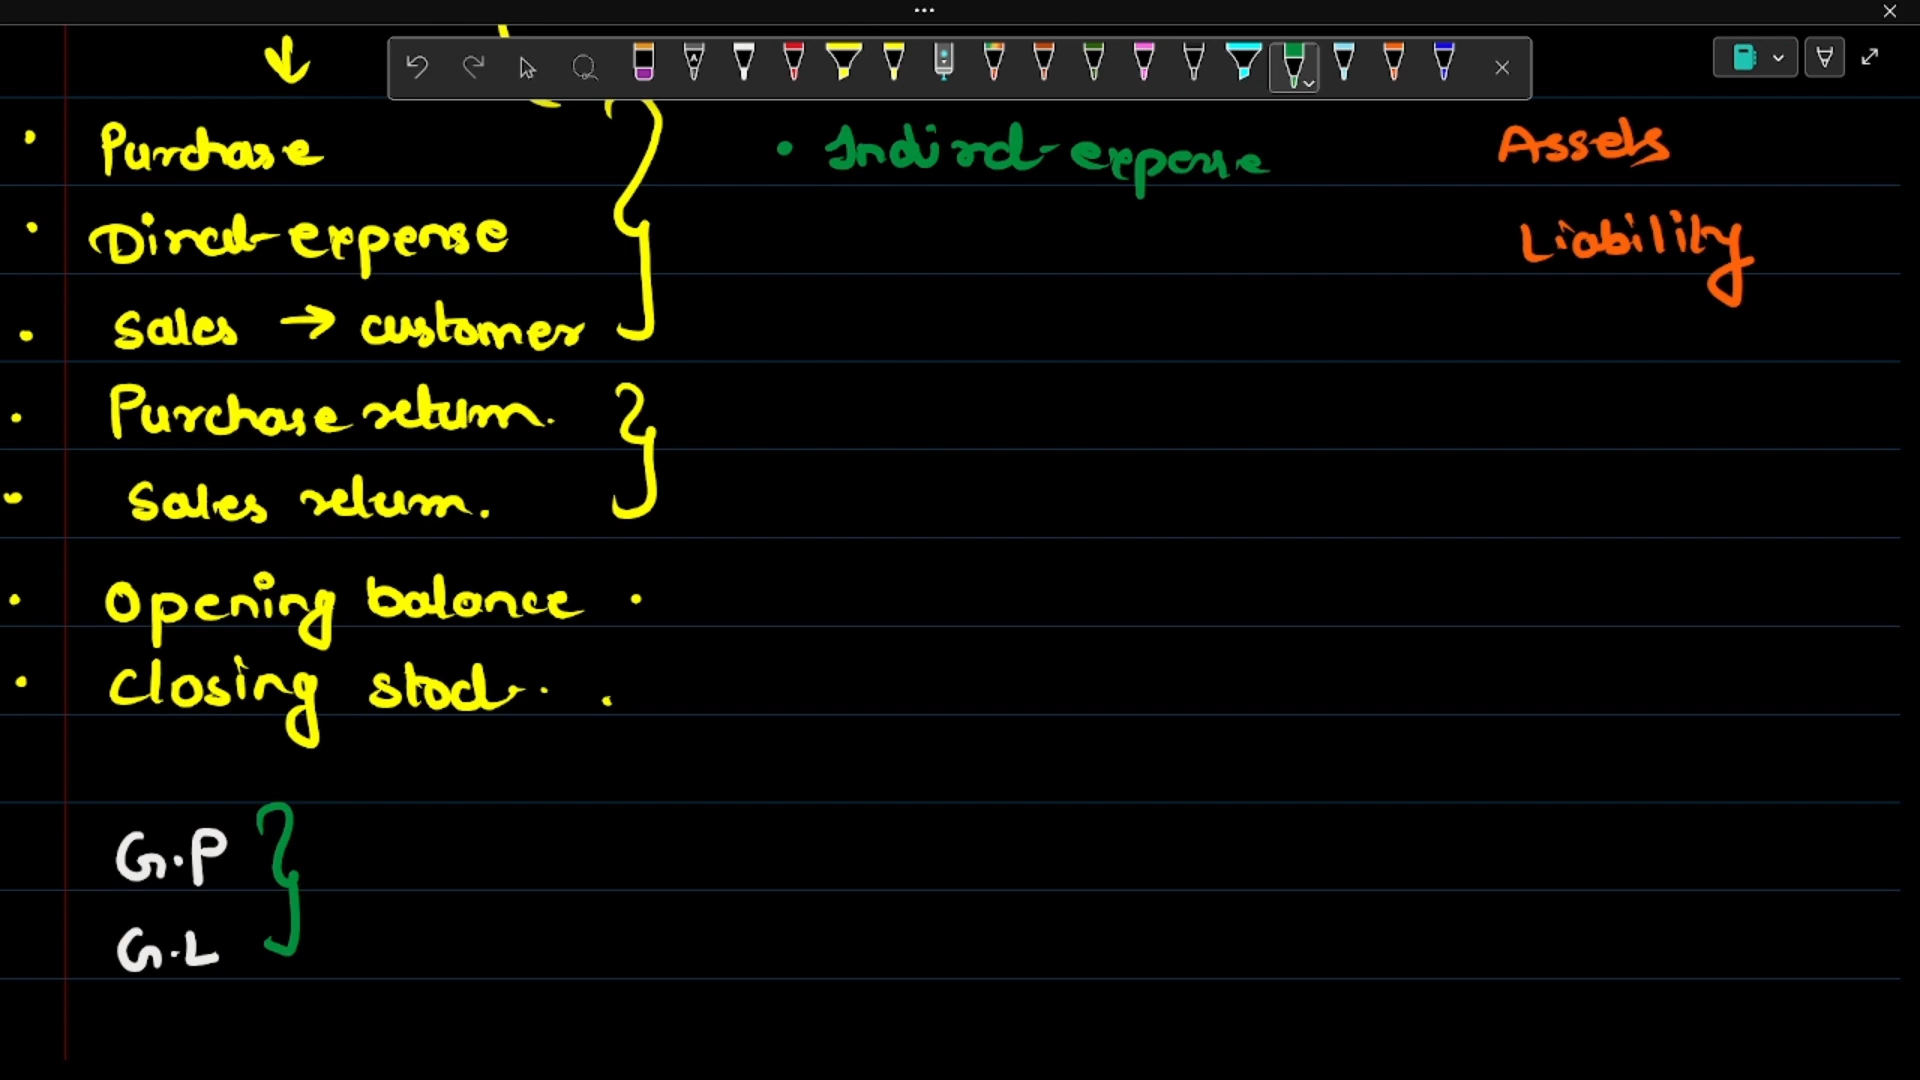 • Purchase
• Direct-expense
• Sales → customer
• Purchase return.
- Sales return.
• Opening balance .
• Closing stock .
G.P
G.L
• Indirect-expense
Assets
Liability